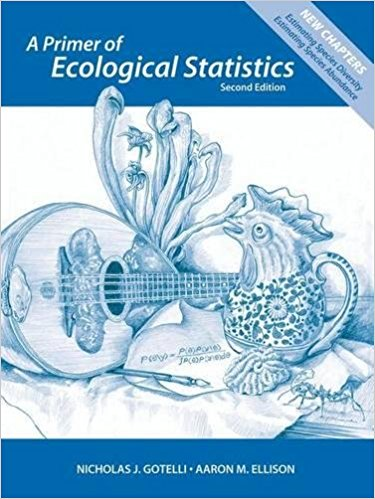 A Primer of
Ecological Statistics
Second Edition
NEW CHAPTERS
Estimating Species Diversity
Estimating Species Abundance
NICHOLAS J. GOTELLI • AARON M. ELLISON